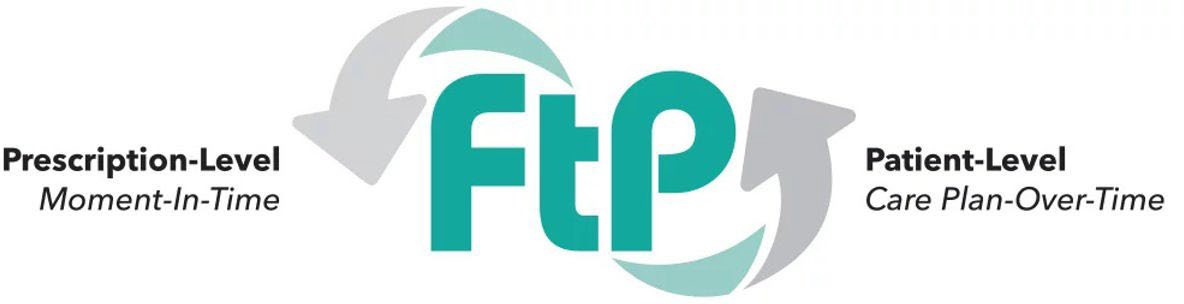 Prescription-Level
Moment-In-Time
FtP
Patient-Level
Care Plan-Over-Time